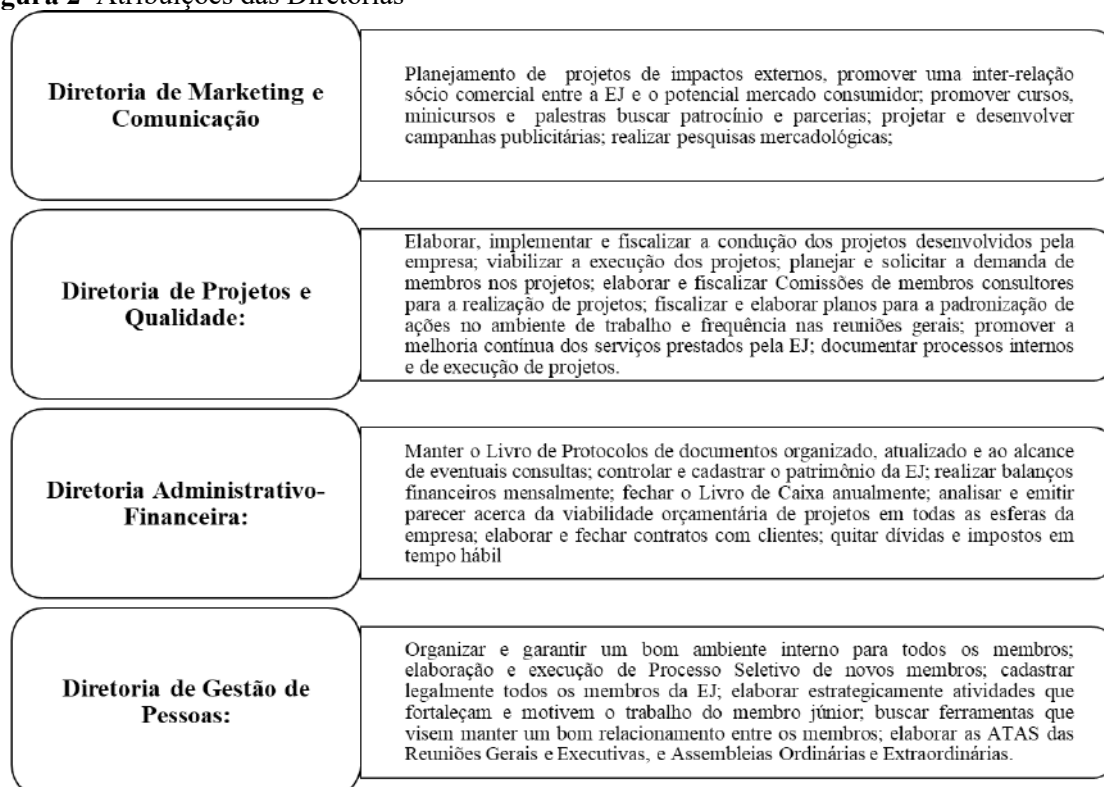 gura 2 Atribuições das Diretorias
Diretoria de Marketing e
Comunicação
Planejamento de projetos de impactos externos, promover uma inter-relação
sócio comercial entre a EJ e o potencial mercado consumidor; promover cursos,
minicursos e palestras buscar patrocínio e parcerias; projetar e desenvolver
campanhas publicitárias; realizar pesquisas mercadológicas;
Diretoria de Projetos e
Qualidade:
Elaborar, implementar e fiscalizar a condução dos projetos desenvolvidos pela
empresa; viabilizar a execução dos projetos; planejar e solicitar a demanda de
membros nos projetos; elaborar e fiscalizar Comissões de membros consultores
para a realização de projetos; fiscalizar e elaborar planos para a padronização de
ações no ambiente de trabalho e frequência nas reuniões gerais; promover a
melhoria contínua dos serviços prestados pela EJ; documentar processos internos
e de execução de projetos.
Diretoria Administrativo-
Financeira:
Manter o Livro de Protocolos de documentos organizado, atualizado e ao alcance
de eventuais consultas; controlar e cadastrar o patrimônio da EJ; realizar balanços
financeiros mensalmente; fechar o Livro de Caixa anualmente; analisar e emitir
parecer acerca da viabilidade orçamentária de projetos em todas as esferas da
empresa; elaborar e fechar contratos com clientes; quitar dívidas e impostos em
tempo hábil
Diretoria de Gestão de
Pessoas:
Organizar e garantir um bom ambiente interno para todos os membros;
elaboração e execução de Processo Seletivo de novos membros; cadastrar
legalmente todos os membros da EJ; elaborar estrategicamente atividades que
fortaleçam e motivem o trabalho do membro júnior; buscar ferramentas que
visem manter um bom relacionamento entre os membros; elaborar as ATAS das
Reuniões Gerais e Executivas, e Assembleias Ordinárias e Extraordinárias.